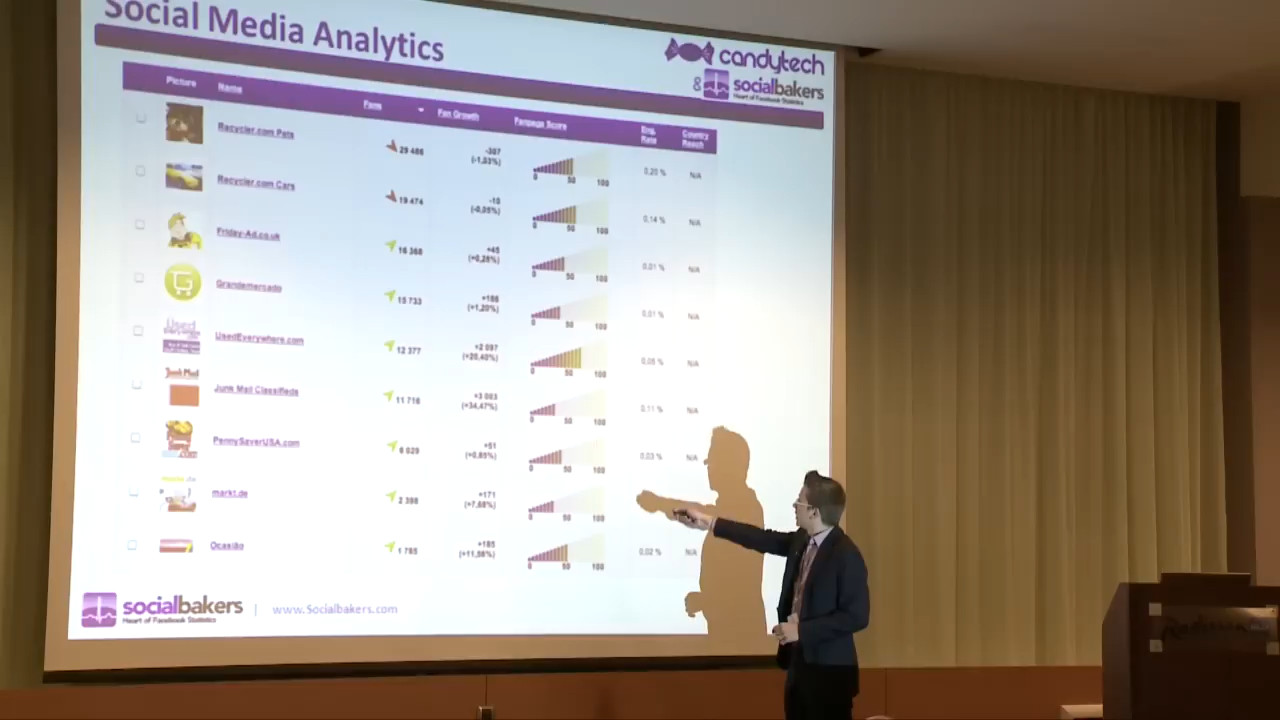 Social Media Analytics
candytech
& socialbakers
Heart of Facebook Statistics
Picture Name Fans Fan Growth Fanpage Score Eng. Rate Country Reach
Recycler.com Pets 29 486 -307 (-1,03%) 0 50 100 0,20 % N/A
Recycler.com Cars 19 474 -10 (-0,05%) 0 50 100 0,14 % N/A
Friday-Ad.co.uk 16 368 +45 (+0,28%) 0 50 100 0,01 % N/A
Grandemercado 15 733 +186 (+1,20%) 0 50 100 0,01 % N/A
Used
UsedEverywhere.com 12 377 (+20,40%) 0 50 100 N/A
Junk Mail
Junk Mail Classifieds 11 716 +3 003 (+34,47%) 0 50 100 0,11 % N/A
PennySaverUSA.com 6 029 +51 (+0,85%) 0 50 100 0,03 % N/A
markt.de 2 398 +171 (+7,68%) 0 50 100
Ocasião 1 785 +185 (+11,56%) 0 50 100 0,02 % N/A
socialbakers | www.Socialbakers.com
Heart of Facebook Statistics